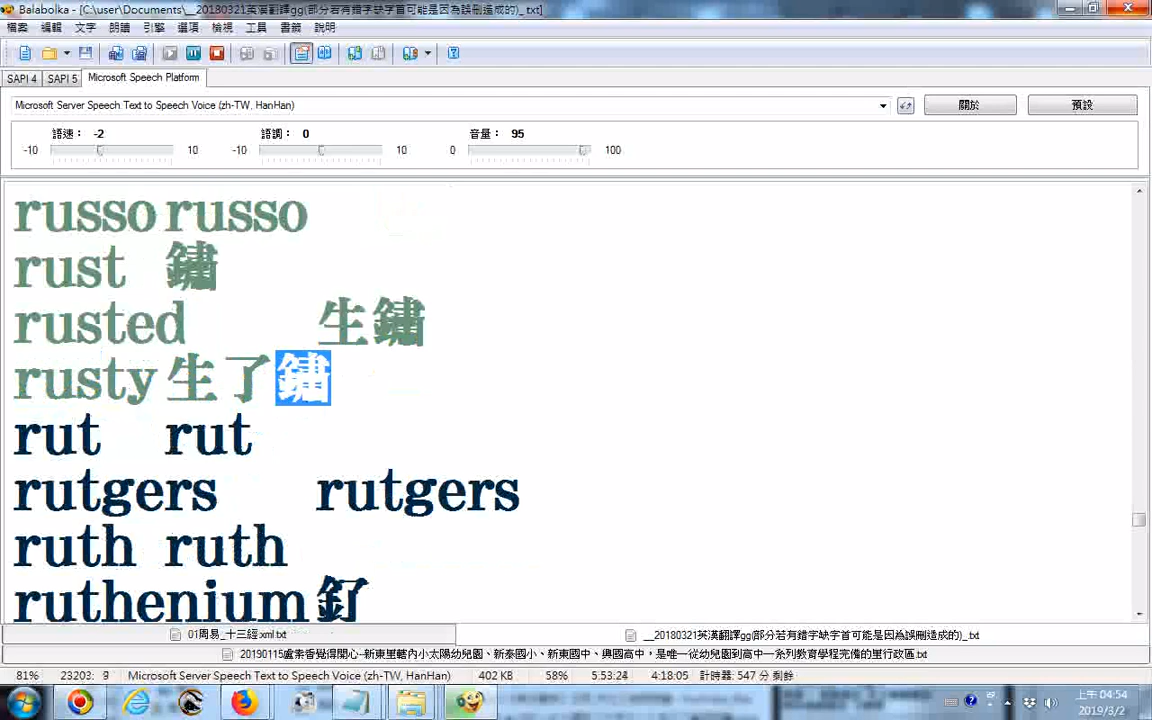 Balabolka - [C:\user\Documents\__20180321英漢翻譯gg(部分若有錯字缺字首可能是因為誤刪造成的)_.txt]
檔案 編輯 文字 朗讀 引擎 選項 檢視 工具 書籤 說明
SAPI 4 SAPI 5 Microsoft Speech Platform
Microsoft Server Speech Text to Speech Voice (zh-TW, HanHan) 關於 預設
語速： -2 語調： 0 音量： 95
-10 10 -10 10 0 100
russo russo
rust 鏽
rusted 生鏽
rusty 生了鏽
rut rut
rutgers rutgers
ruth ruth
ruthenium 釕
01周易_十三經.xml.txt __20180321英漢翻譯gg(部分若有錯字缺字首可能是因為誤刪造成的)_.txt
20190115盧素香覺得開心--新東里轄內小太陽幼兒園、新泰國小、新東國中、興國高中，是唯一從幼兒園到高中一系列教育學程完備的里行政區.txt
81% 23203: 9 Microsoft Server Speech Text to Speech Voice (zh-TW, HanHan) 402 KB 58% 5:53:24 4:18:05 計時器: 547 分 剩餘
上午 04:54
2019/3/2